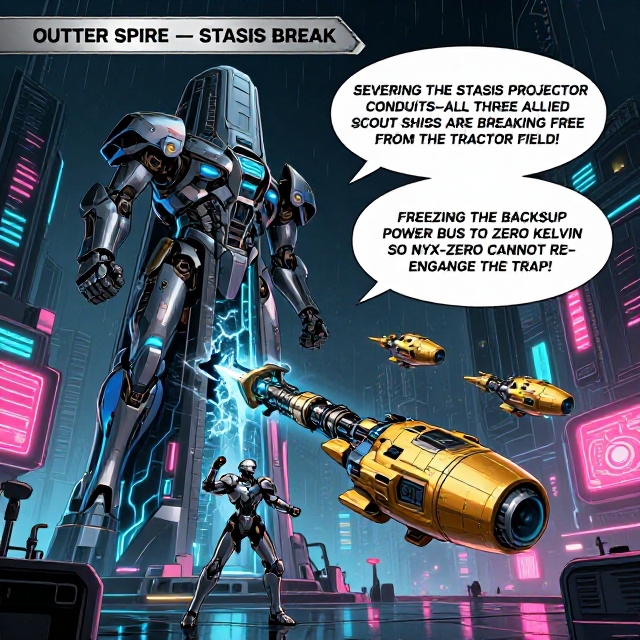 OUTTER SPIRE — STASIS BREAK
SEVERING THE STASIS PROJECTOR
CONDUITS—ALL THREE ALLIED
SCOUT SHIBS ARE BREAKING FREE
FROM THE TRACTOR FIELD!
FREEZING THE BACKSUP
POWER BUS TO ZERO KELVIN
SO NYX-ZERO CANNOT RE-
ENGANGE THE TRAP!